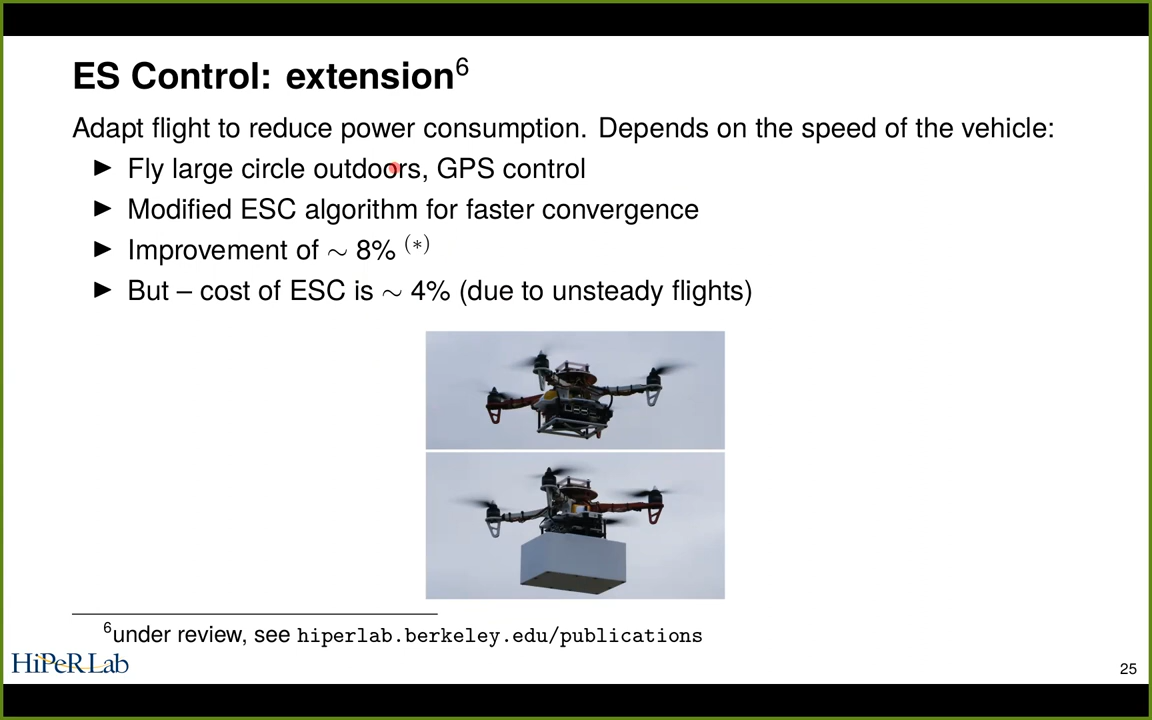 ES Control: extension6
Adapt flight to reduce power consumption. Depends on the speed of the vehicle:
▶ Fly large circle outdoors, GPS control
▶ Modified ESC algorithm for faster convergence
▶ Improvement of ∼ 8% (∗)
▶ But – cost of ESC is ∼ 4% (due to unsteady flights)
6under review, see hiperlab.berkeley.edu/publications
HiPeRLab
25